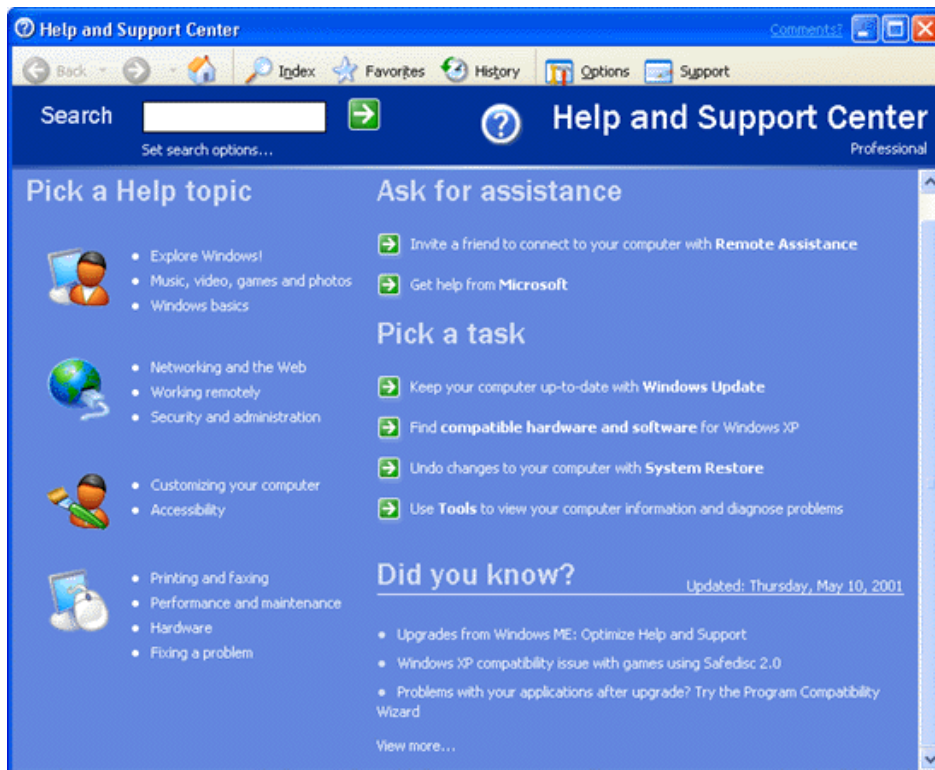 Help and Support Center
Comments?
Back
Index
Favorites
History
Options
Support
Search
Set search options...
Help and Support Center
Professional
Pick a Help topic
Explore Windows!
Music, video, games and photos
Windows basics
Networking and the Web
Working remotely
Security and administration
Customizing your computer
Accessibility
Printing and faxing
Performance and maintenance
Hardware
Fixing a problem
Ask for assistance
Invite a friend to connect to your computer with Remote Assistance
Get help from Microsoft
Pick a task
Keep your computer up-to-date with Windows Update
Find compatible hardware and software for Windows XP
Undo changes to your computer with System Restore
Use Tools to view your computer information and diagnose problems
Did you know?
Updated: Thursday, May 10, 2001
Upgrades from Windows ME: Optimize Help and Support
Windows XP compatibility issue with games using Safedisc 2.0
Problems with your applications after upgrade? Try the Program Compatibility
Wizard
View more...